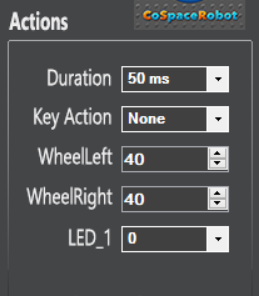 CoSpaceRobot
Actions
Duration 50 ms
Key Action None
WheelLeft 40
WheelRight 40
LED_1 0